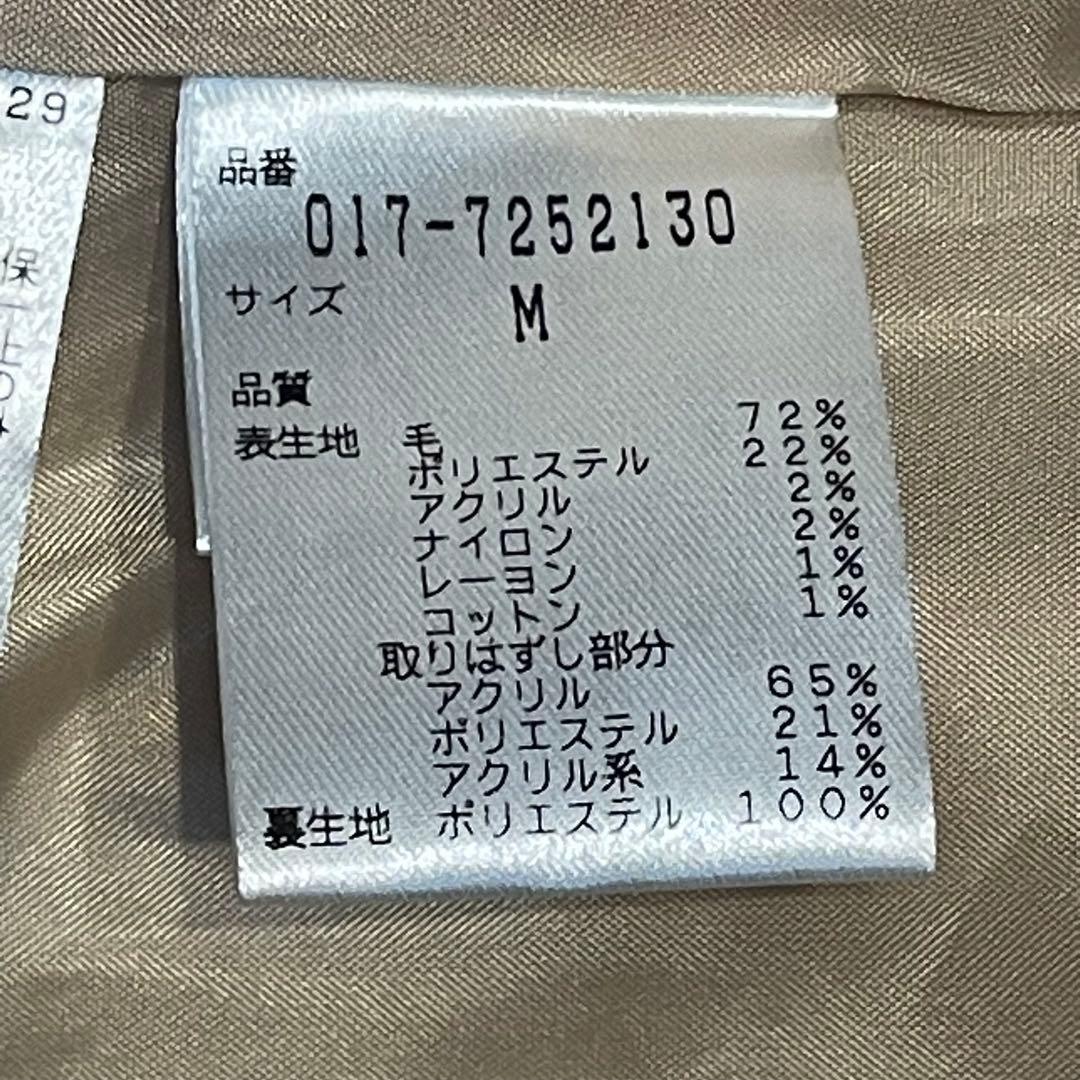 29
保
品番
017-7252130
サイズ M
品質
表生地 毛 72%
ポリエステル 22%
アクリル 2%
ナイロン 2%
レーヨン 1%
コットン 1%
取りはずし部分
アクリル 65%
ポリエステル 21%
アクリル系 14%
裏生地 ポリエステル 100%